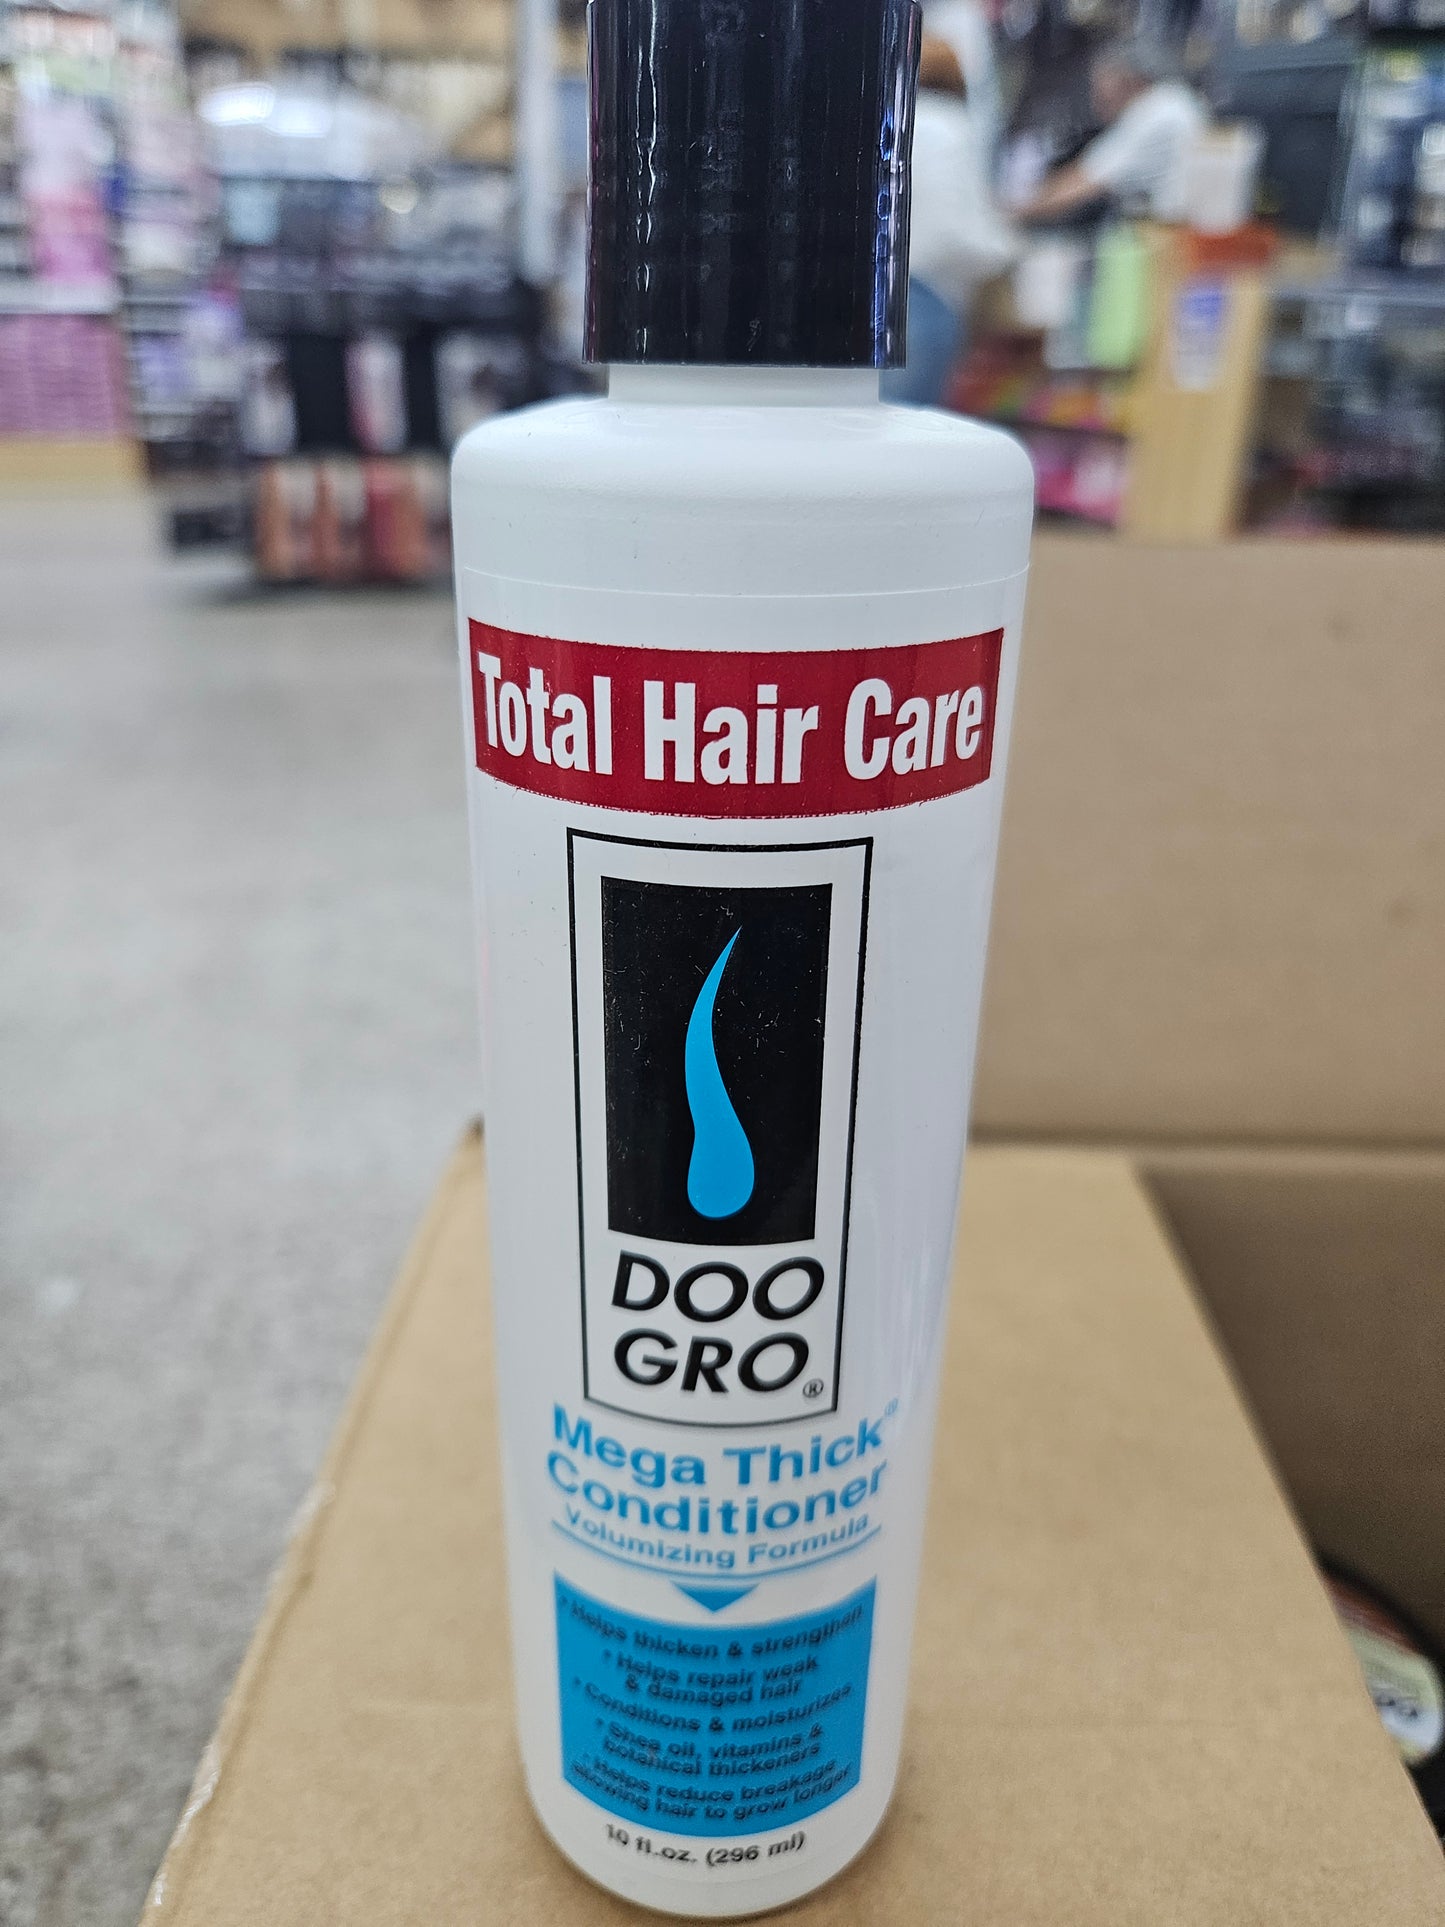 Total Hair Care
DOO
GRO®
Mega Thick™
Conditioner
Volumizing Formula
• Helps thicken & strengthen
• Helps repair weak
& damaged hair
• Conditions & moisturizes
• Shea oil, vitamins &
botanical thickeners
• Helps reduce breakage
allowing hair to grow longer
10 fl.oz. (296 ml)